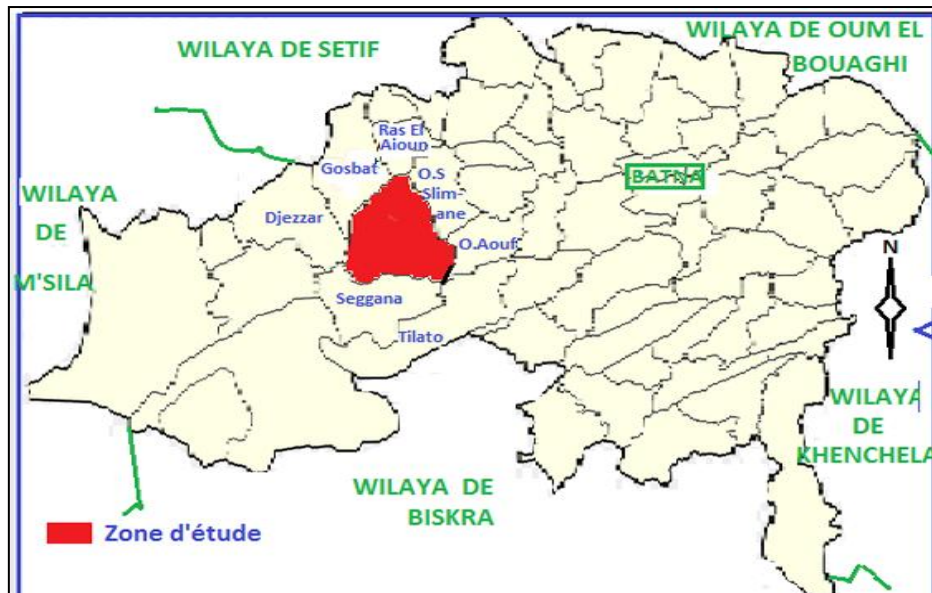 WILAYA DE SETIF
WILAYA DE OUM EL
BOUAGHI
Ras El
Aioun
Gosbat
O.S
Slim-
ane
BATNA
WILAYA
DE
M'SILA
Djezzar
O.Aouf
N
Seggana
Tilato
WILAYA
DE
KHENCHELA
WILAYA DE
BISKRA
Zone d'étude